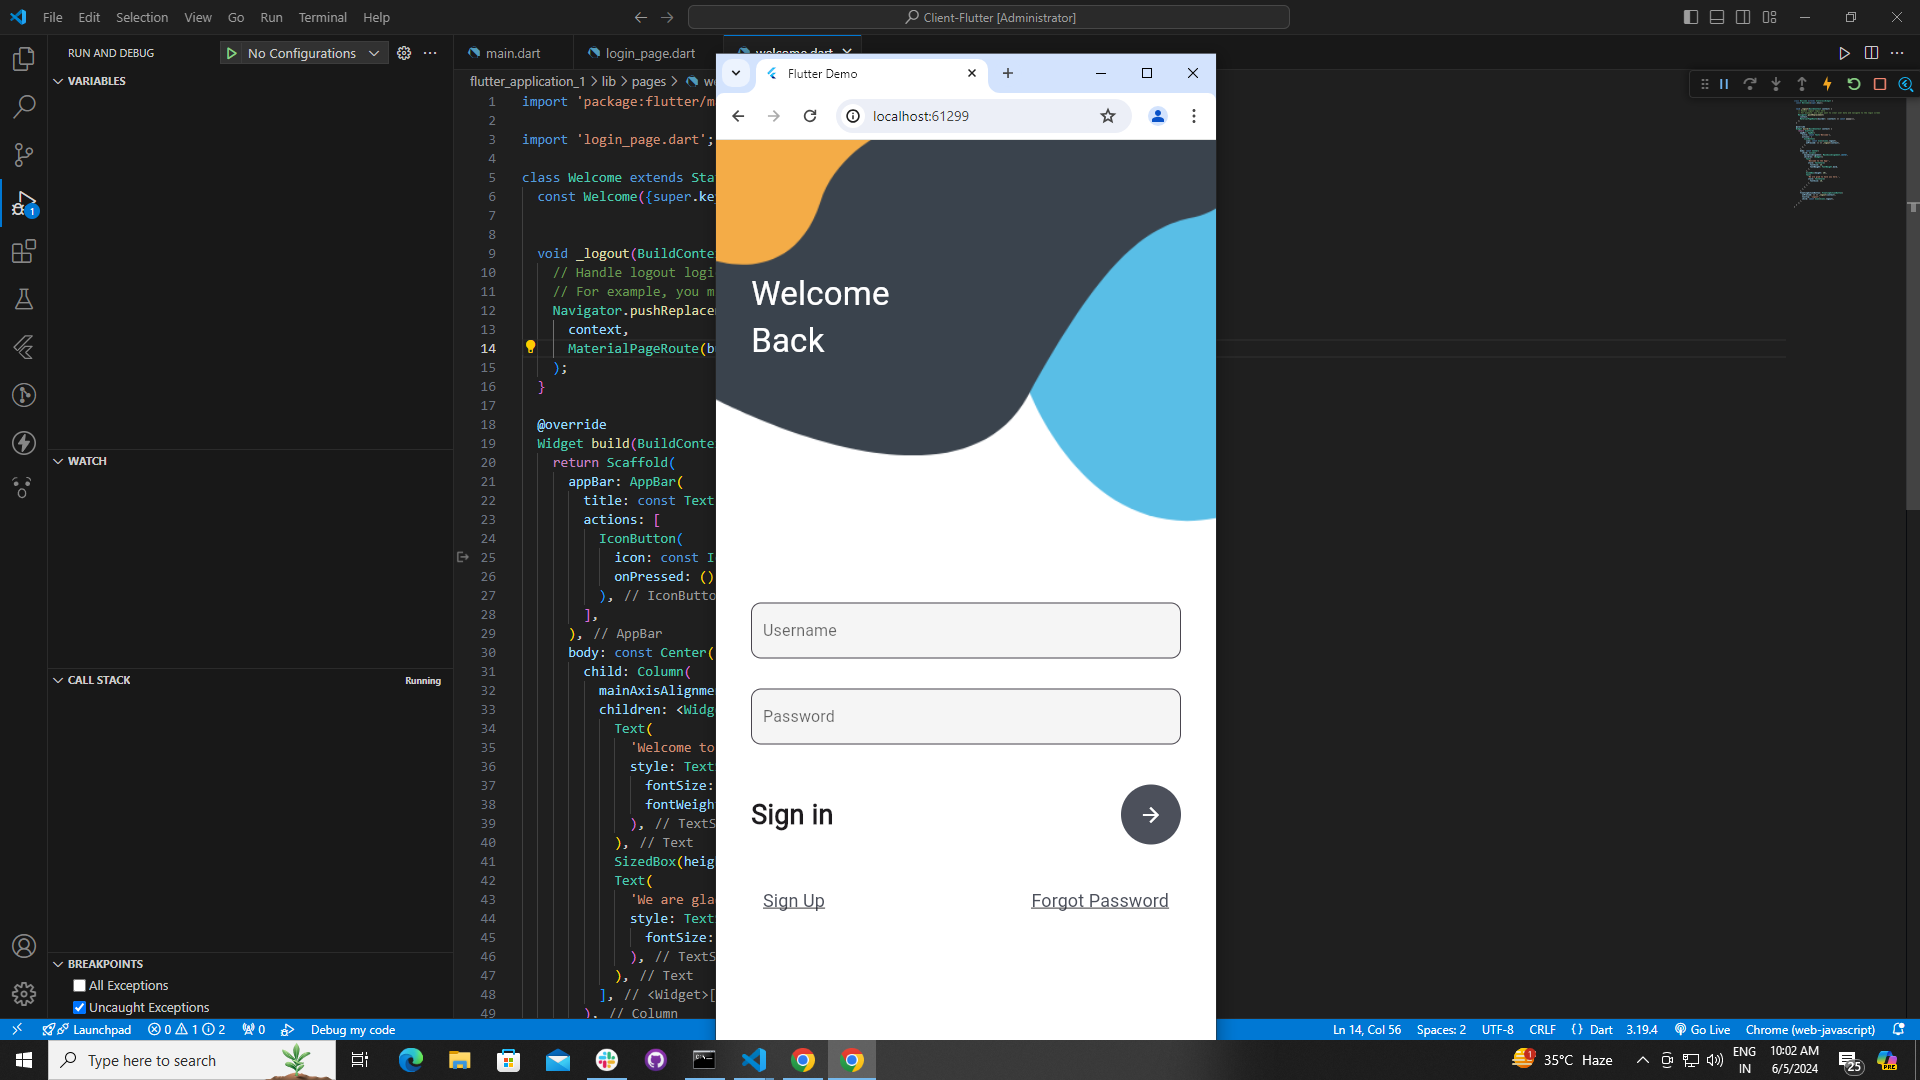 File Edit Selection View Go Run Terminal Help
Client-Flutter [Administrator]
RUN AND DEBUG
No Configurations
VARIABLES
1
WATCH
CALL STACK
Running
BREAKPOINTS
All Exceptions
Uncaught Exceptions
main.dart
login_page.dart
welcome.dart
flutter_application_1 > lib > pages >
1 import 'package:flutter/m
2
3 import 'login_page.dart';
4
5 class Welcome extends Sta
6 const Welcome({super.ke
7
8
9 void _logout(BuildConte
10 // Handle logout logi
11 // For example, you m
12 Navigator.pushReplace
13 context,
14 MaterialPageRoute(b
15 );
16 }
17
18 @override
19 Widget build(BuildConte
20 return Scaffold(
21 appBar: AppBar(
22 title: const Text
23 actions: [
24 IconButton(
25 icon: const I
26 onPressed: ()
27 ), // IconButto
28 ],
29 ), // AppBar
30 body: const Center(
31 child: Column(
32 mainAxisAlignme
33 children: <Widg
34 Text(
35 'Welcome to
36 style: Text
37 fontSize:
38 fontWeigh
39 ), // TextS
40 ), // Text
41 SizedBox(heig
42 Text(
43 'We are gla
44 style: Text
45 fontSize:
46 ), // TextS
47 ), // Text
48 ], // <Widget>[
49 ), // Column
Flutter Demo
localhost:61299
Welcome
Back
Username
Password
Sign in
Sign Up
Forgot Password
Launchpad 0 1 2 0 Debug my code
Ln 14, Col 56 Spaces: 2 UTF-8 CRLF {} Dart 3.19.4 Go Live Chrome (web-javascript)
Type here to search
1
35°C Haze
ENG
IN
10:02 AM
6/5/2024
25
PRE